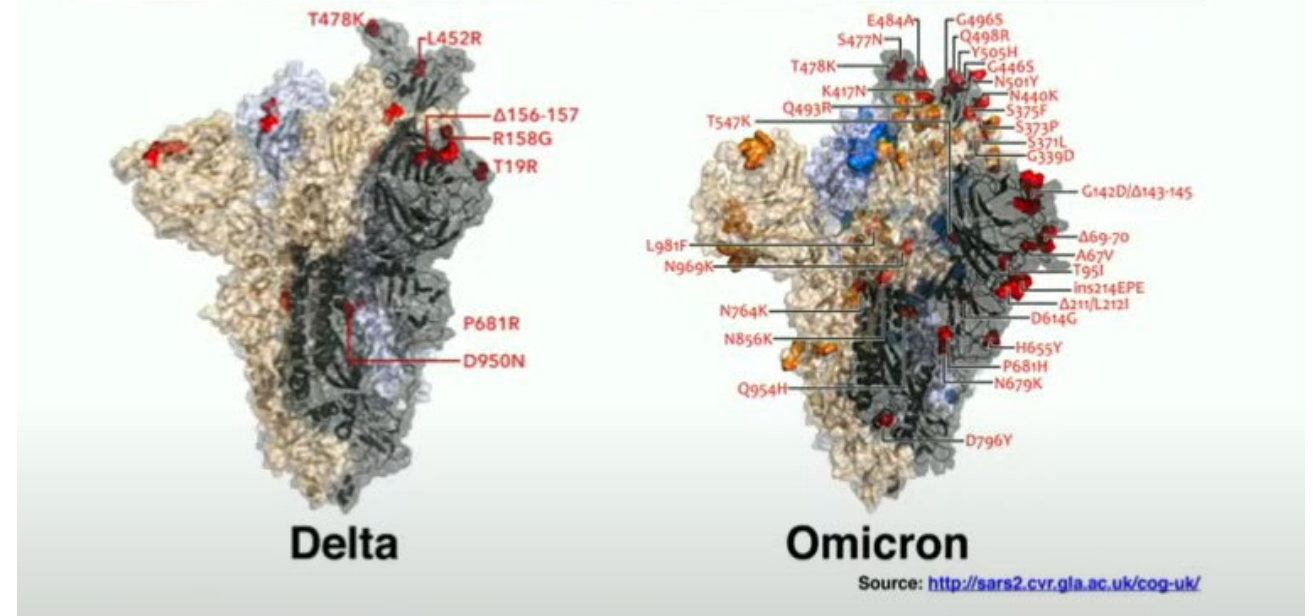 T478K
L452R
Δ156-157
R158G
T19R
P681R
D950N
Delta
E484A
S477N
T478K
K417N
Q493R
T547K
G496S
Q498R
Y505H
G446S
N501Y
N440K
S375F
S373P
S371L
G339D
G142D/Δ143-145
Δ69-70
A67V
T95I
ins214EPE
Δ211/L212I
D614G
H655Y
P681H
N679K
D796Y
L981F
N969K
N764K
N856K
Q954H
Omicron
Source: http://sars2.cvr.gla.ac.uk/cog-uk/